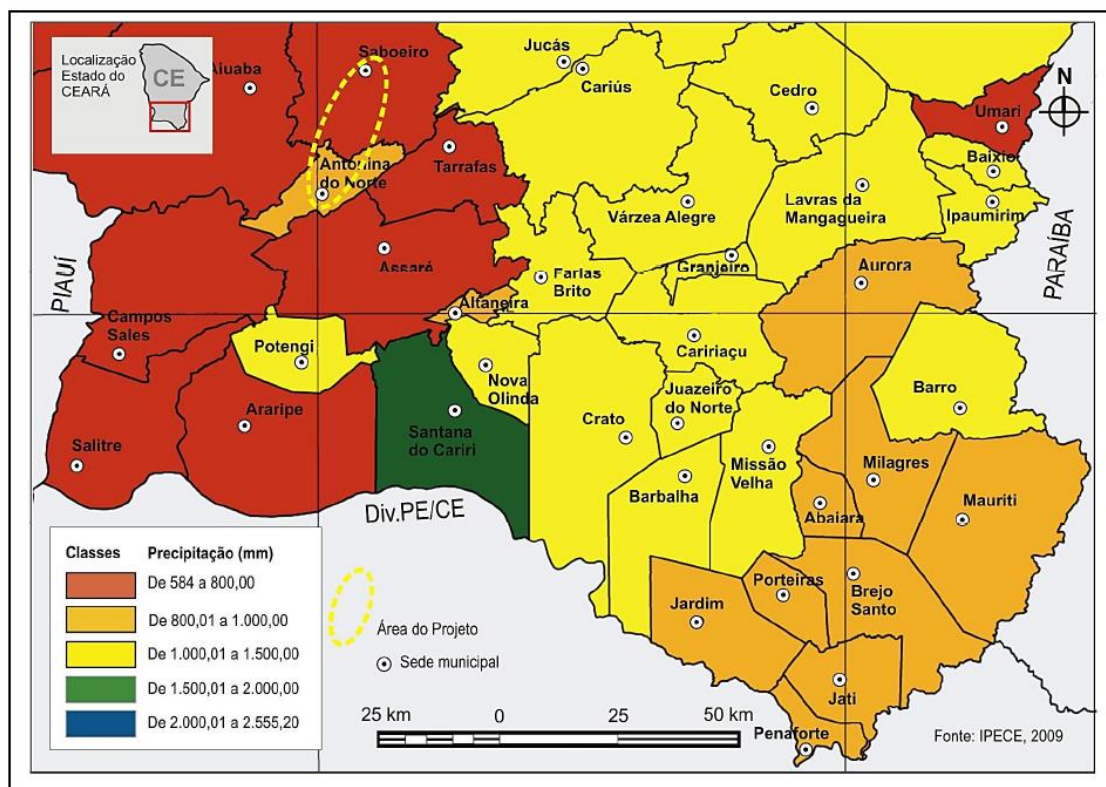 Localização
Estado do
CEARÁ
CE
Aiuaba
Saboeiro
Jucás
Cariús
Cedro
N
Umari
Antonina
do Norte
Tarrafas
Baixio
Lavras da
Mangagueira
Ipaumirim
Várzea Alegre
PIAUÍ
PARAÍBA
Assaré
Farias
Brito
Granjeiro
Aurora
Altaneira
Campos
Sales
Potengi
Caririaçu
Nova
Olinda
Juazeiro
do Norte
Barro
Araripe
Santana
do Cariri
Crato
Salitre
Missão
Velha
Milagres
Barbalha
Mauriti
Abaiara
Div.PE/CE
Classes Precipitação (mm)
De 584 a 800,00
De 800,01 a 1.000,00
De 1.000,01 a 1.500,00
De 1.500,01 a 2.000,00
De 2.000,01 a 2.555,20
Área do Projeto
Sede municipal
Porteiras
Brejo
Santo
Jardim
Jati
25 km 0 25 50 km
Penaforte
Fonte: IPECE, 2009